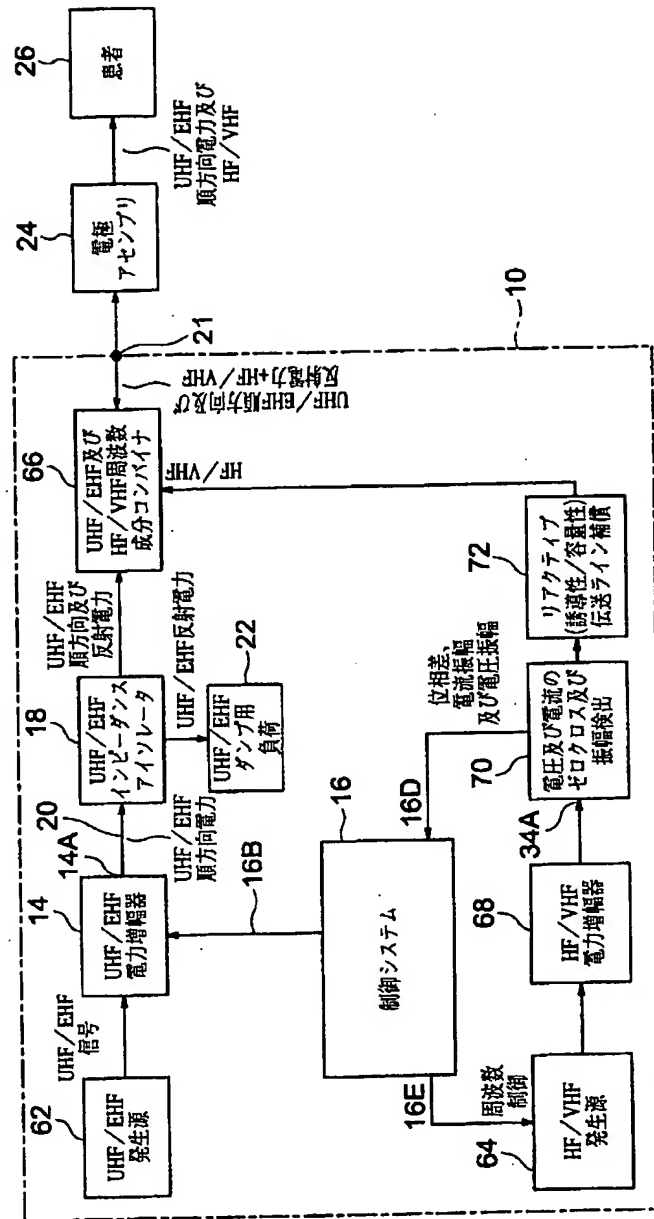 62
UHF/EHF
発生源
UHF/EHF
信号
14
UHF/EHF
電力増幅器
14A
20
UHF/EHF
順方向電力
18
UHF/EHF
インピーダンス
アイソレータ
UHF/EHF
順方向及び
反射電力
UHF/EHF反射電力
22
UHF/EHF
ダンプ用
負荷
66
UHF/EHF及び
HF/VHF周波数
成分コンバイナ
UHF/EHF順方向及び
反射電力+HF/VHF
21
10
24
電極
アセンブリ
UHF/EHF
順方向電力及び
HF/VHF
26
患者
16B
16
制御システム
16D
位相差、
電流振幅
及び電圧振幅
16E
周波数
制御
64
HF/VHF
発生源
68
HF/VHF
電力増幅器
34A
70
電圧及び電流の
ゼロクロス及び
振幅検出
72
リアクティブ
(誘導性/容量性)
伝送ライン補償
HF/VHF